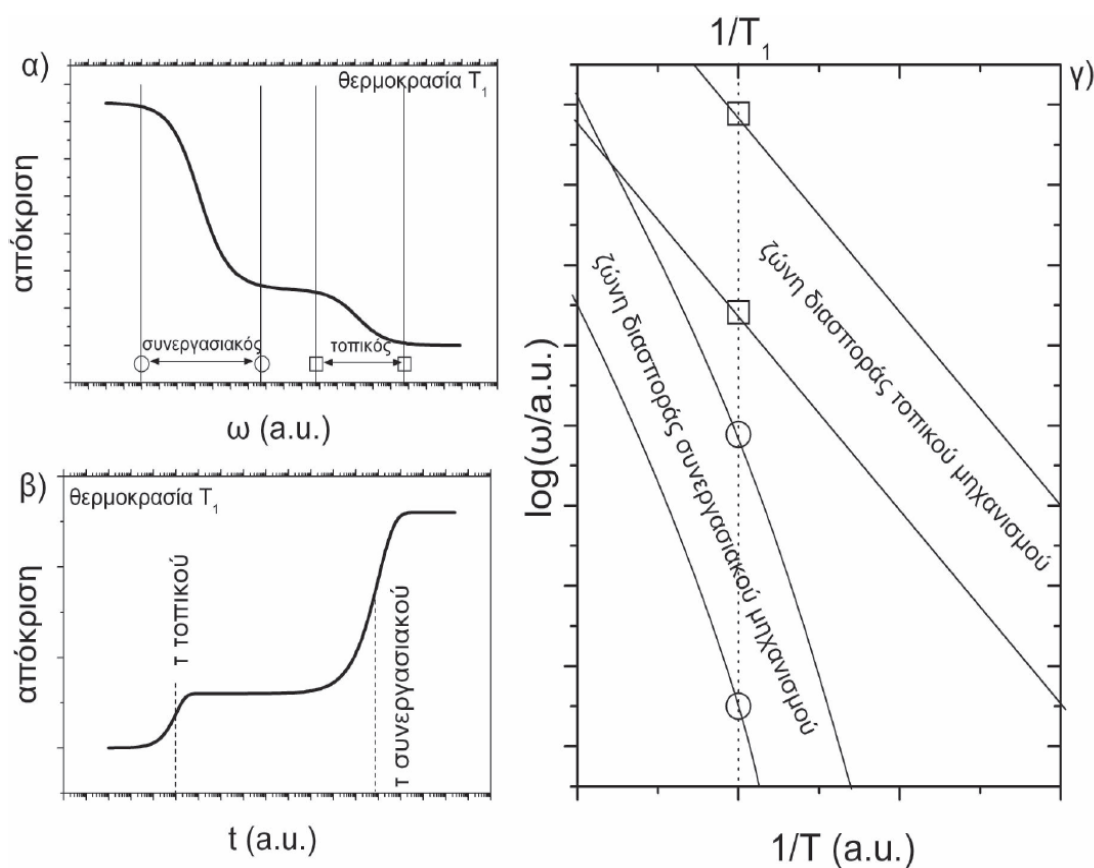 α)
θερμοκρασία T1
απόκριση
συνεργασιακός
τοπικός
ω (a.u.)
β)
θερμοκρασία T1
απόκριση
τ τοπικού
τ συνεργασιακού
t (a.u.)
1/T1
γ)
log(ω/a.u.)
ζώνη διασποράς τοπικού μηχανισμού
ζώνη διασποράς συνεργασιακού μηχανισμού
1/T (a.u.)